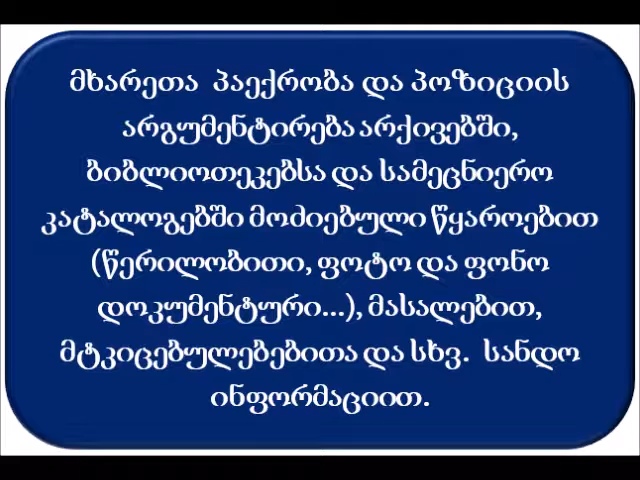 მხარეთა პაექრობა და პოზიციის
არგუმენტირება არქივებში,
ბიბლიოთეკებსა და სამეცნიერო
კატალოგებში მოძიებული წყაროებით
(წერილობითი, ფოტო და ფონო
დოკუმენტური...), მასალებით,
მტკიცებულებებითა და სხვ. სანდო
ინფორმაციით.